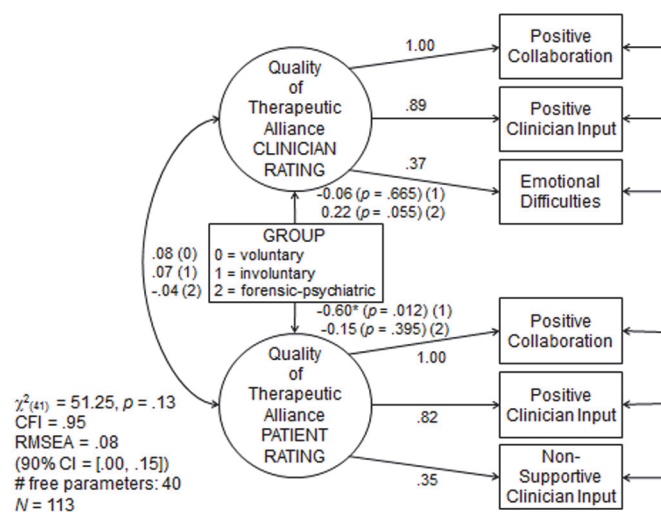 Quality
of
Therapeutic
Alliance
CLINICIAN
RATING
1.00
Positive
Collaboration
.89
Positive
Clinician Input
.37
Emotional
Difficulties
-0.06 (p = .665) (1)
0.22 (p = .055) (2)
GROUP
0 = voluntary
1 = involuntary
2 = forensic-psychiatric
.08 (0)
.07 (1)
-.04 (2)
-0.60* (p = .012) (1)
-0.15 (p = .395) (2)
Quality
of
Therapeutic
Alliance
PATIENT
RATING
1.00
Positive
Collaboration
.82
Positive
Clinician Input
.35
Non-
Supportive
Clinician Input
χ²(41) = 51.25, p = .13
CFI = .95
RMSEA = .08
(90% CI = [.00, .15])
# free parameters: 40
N = 113